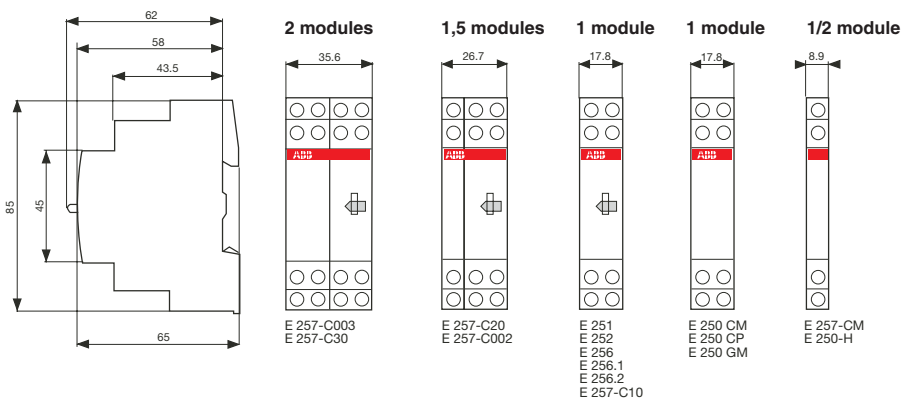 62
58
43.5
85
45
65
2 modules
35.6
ABB
E 257-C003
E 257-C30
1,5 modules
26.7
ABB
E 257-C20
E 257-C002
1 module
17.8
ABB
E 251
E 252
E 256
E 256.1
E 256.2
E 257-C10
1 module
17.8
ABB
E 250 CM
E 250 CP
E 250 GM
1/2 module
8.9
E 257-CM
E 250-H